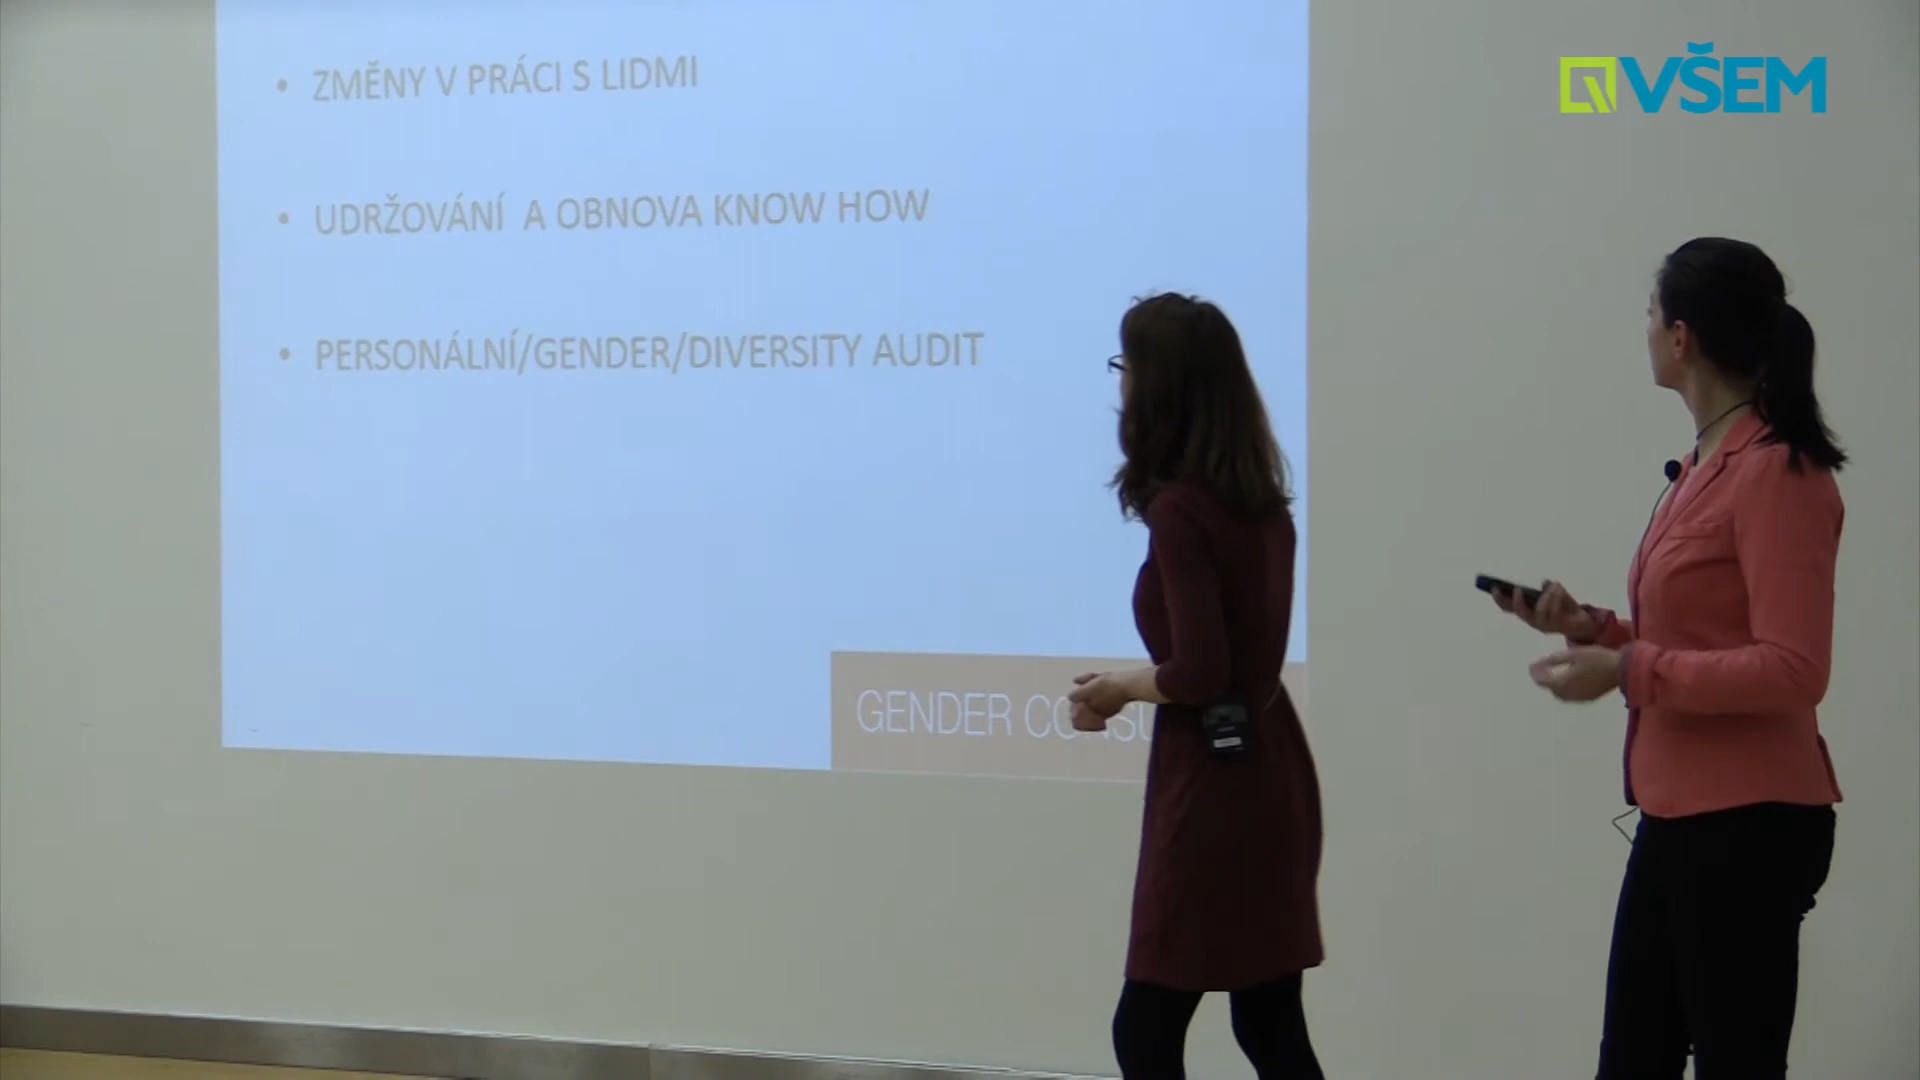 • ZMĚNY V PRÁCI S LIDMI
VŠEM
• UDRŽOVÁNÍ A OBNOVA KNOW HOW
• PERSONÁLNÍ/GENDER/DIVERSITY AUDIT
GENDER